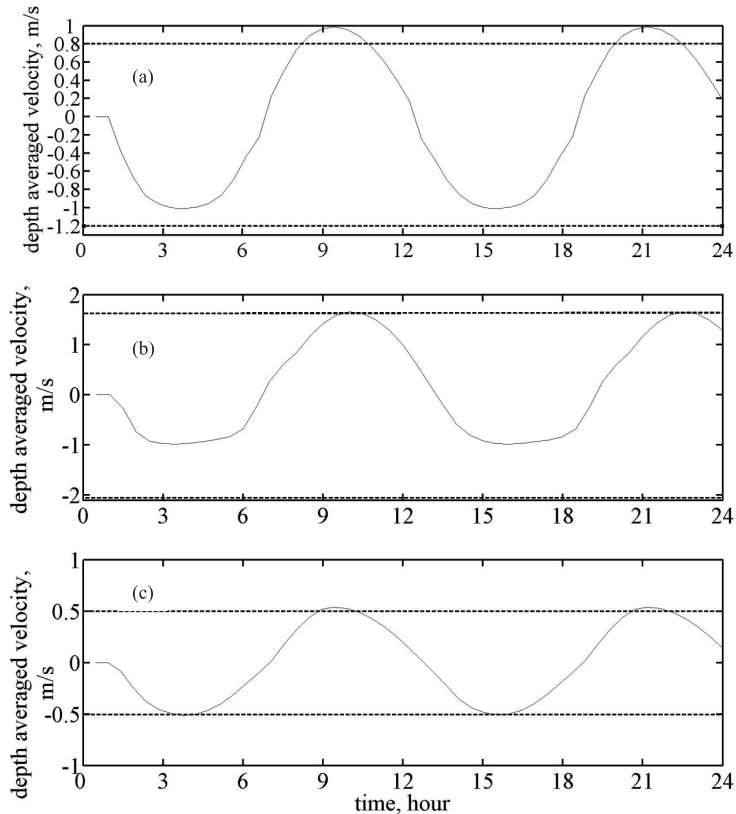 depth averaged velocity, m/s
1
0.8
0.6
0.4
0.2
0
-0.2
-0.4
-0.6
-0.8
-1
-1.2
(a)
0 3 6 9 12 15 18 21 24
depth averaged velocity,
m/s
2
1
0
-1
-2
(b)
0 3 6 9 12 15 18 21 24
depth averaged velocity,
m/s
1
0.5
0
-0.5
-1
(c)
0 3 6 9 12 15 18 21 24
time, hour